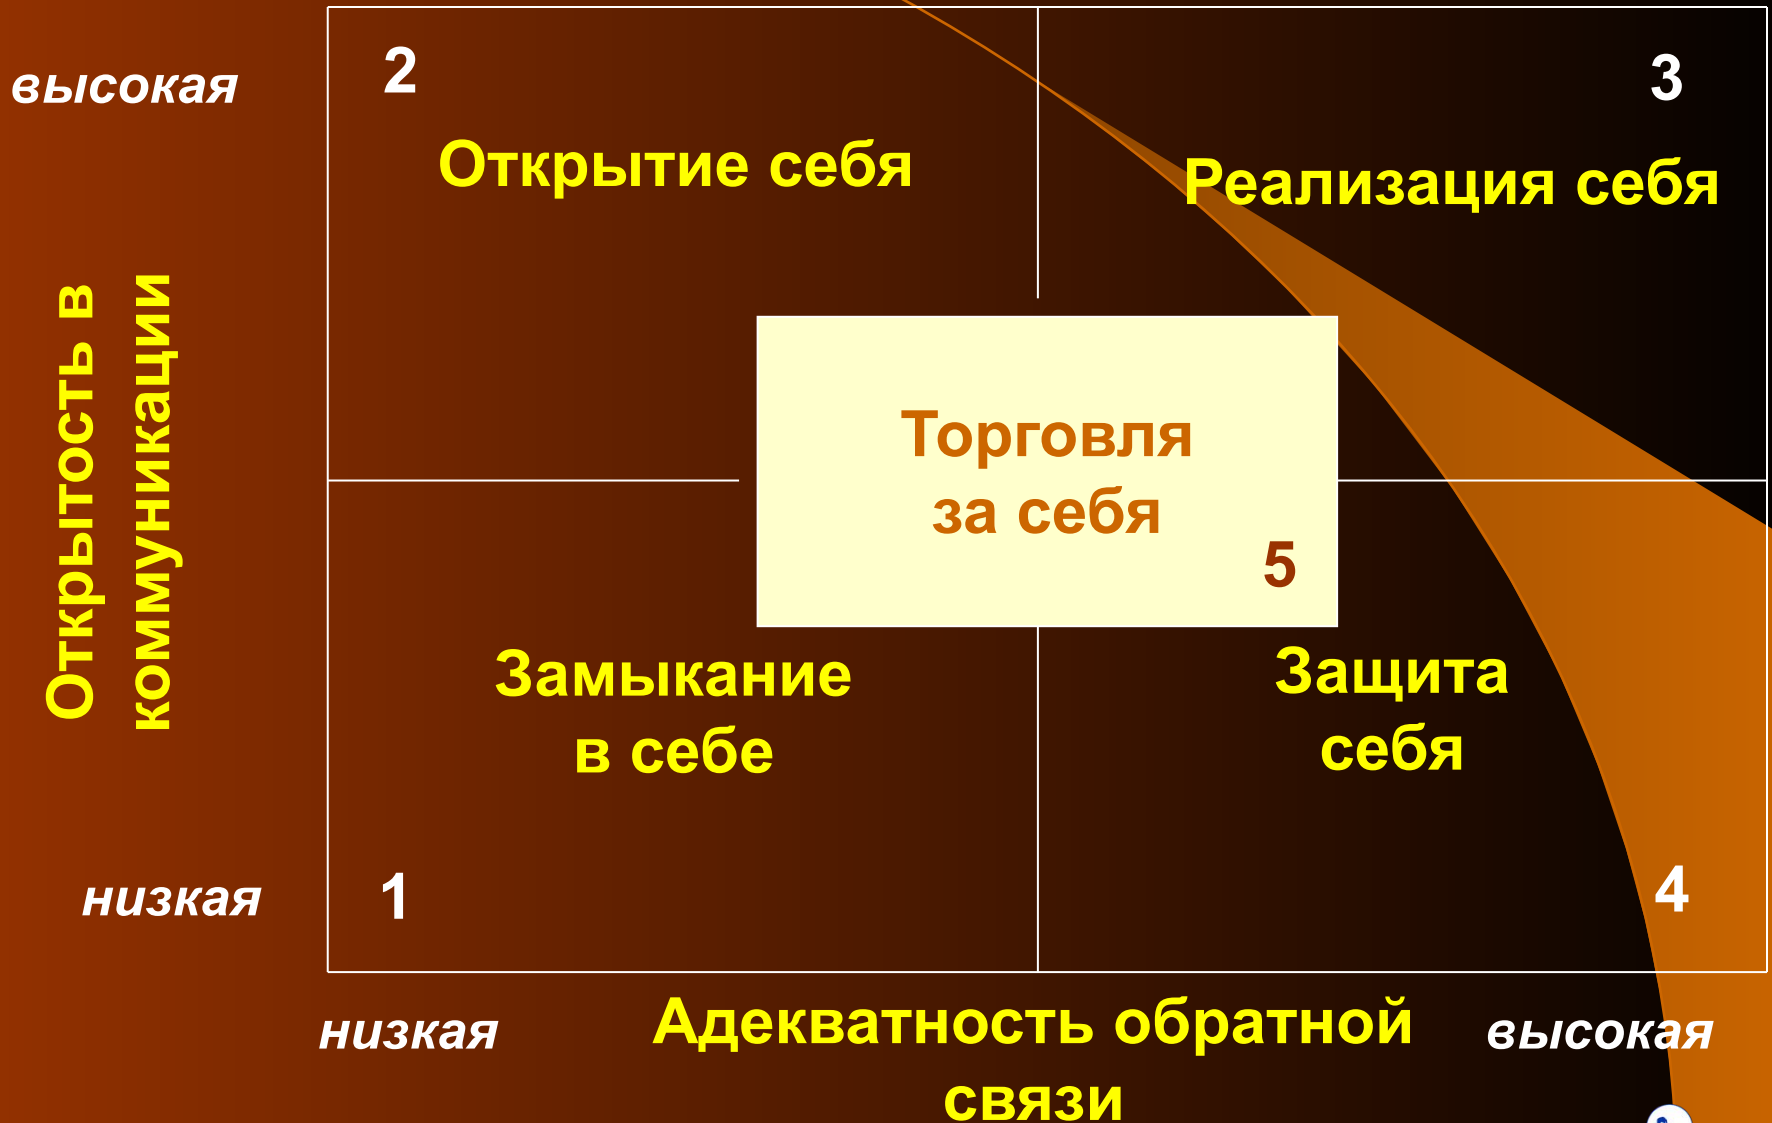 высокая
2
3
Открытие себя
Реализация себя
Открытость в
коммуникации
Торговля
за себя
5
Замыкание
в себе
Защита
себя
низкая
1
4
низкая
Адекватность обратной
связи
высокая